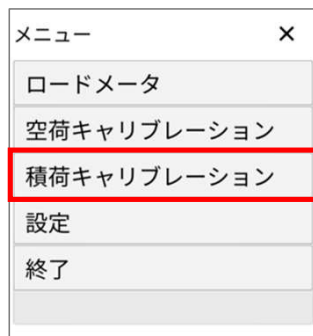 メニュー ×
ロードメータ
空荷キャリブレーション
積荷キャリブレーション
設定
終了